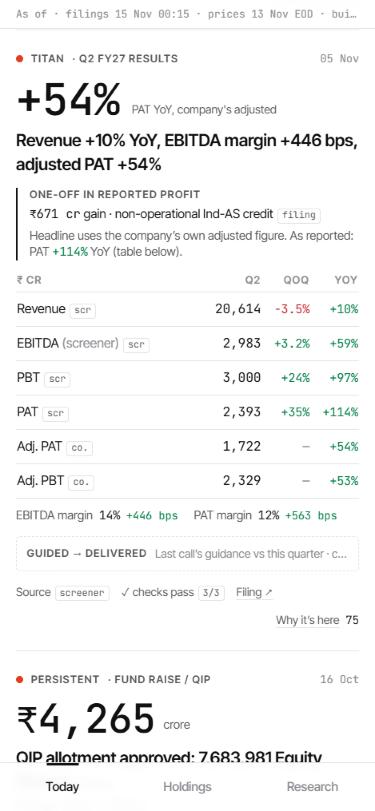 As of · filings 15 Nov 00:15 · prices 13 Nov EOD · bui…
TITAN · Q2 FY27 RESULTS 05 Nov
+54% PAT YoY, company's adjusted
Revenue +10% YoY, EBITDA margin +446 bps,
adjusted PAT +54%
ONE-OFF IN REPORTED PROFIT
₹671 cr gain · non-operational Ind-AS credit filing
Headline uses the company's own adjusted figure. As reported:
PAT +114% YoY (table below).
₹ CR Q2 QOQ YOY
Revenue scr 20,614 -3.5% +10%
EBITDA (screener) scr 2,983 +3.2% +59%
PBT scr 3,000 +24% +97%
PAT scr 2,393 +35% +114%
Adj. PAT co. 1,722 — +54%
Adj. PBT co. 2,329 — +53%
EBITDA margin 14% +446 bps PAT margin 12% +563 bps
GUIDED → DELIVERED Last call's guidance vs this quarter · c…
Source screener ✓ checks pass 3/3 Filing ↗
Why it's here 75
PERSISTENT · FUND RAISE / QIP 16 Oct
₹4,265 crore
QIP allotment approved: 7,683,981 Equity
Today Holdings Research